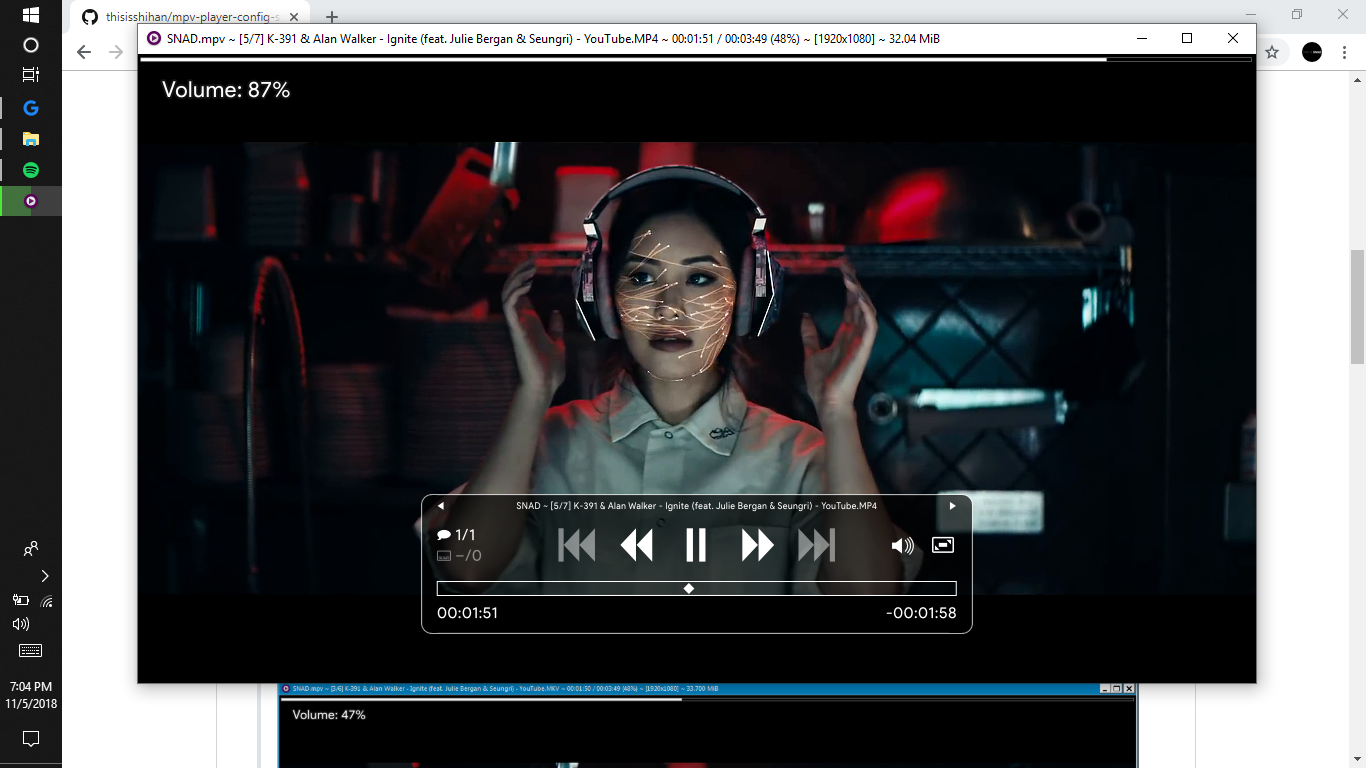 thisisshihan/mpv-player-config-s
SNAD.mpv ~ [5/7] K-391 & Alan Walker - Ignite (feat. Julie Bergan & Seungri) - YouTube.MP4 ~ 00:01:51 / 00:03:49 (48%) ~ [1920x1080] ~ 32.04 MiB
Volume: 87%
SNAD ~ [5/7] K-391 & Alan Walker - Ignite (feat. Julie Bergan & Seungri) - YouTube.MP4
1/1
−/0
00:01:51
-00:01:58
7:04 PM
11/5/2018
SNAD.mpv ~ [3/6] K-391 & Alan Walker - Ignite (feat. Julie Bergan & Seungri) - YouTube.MKV ~ 00:01:50 / 00:03:49 (48%) ~ [1920x1080] ~ 33.700 MiB
Volume: 47%